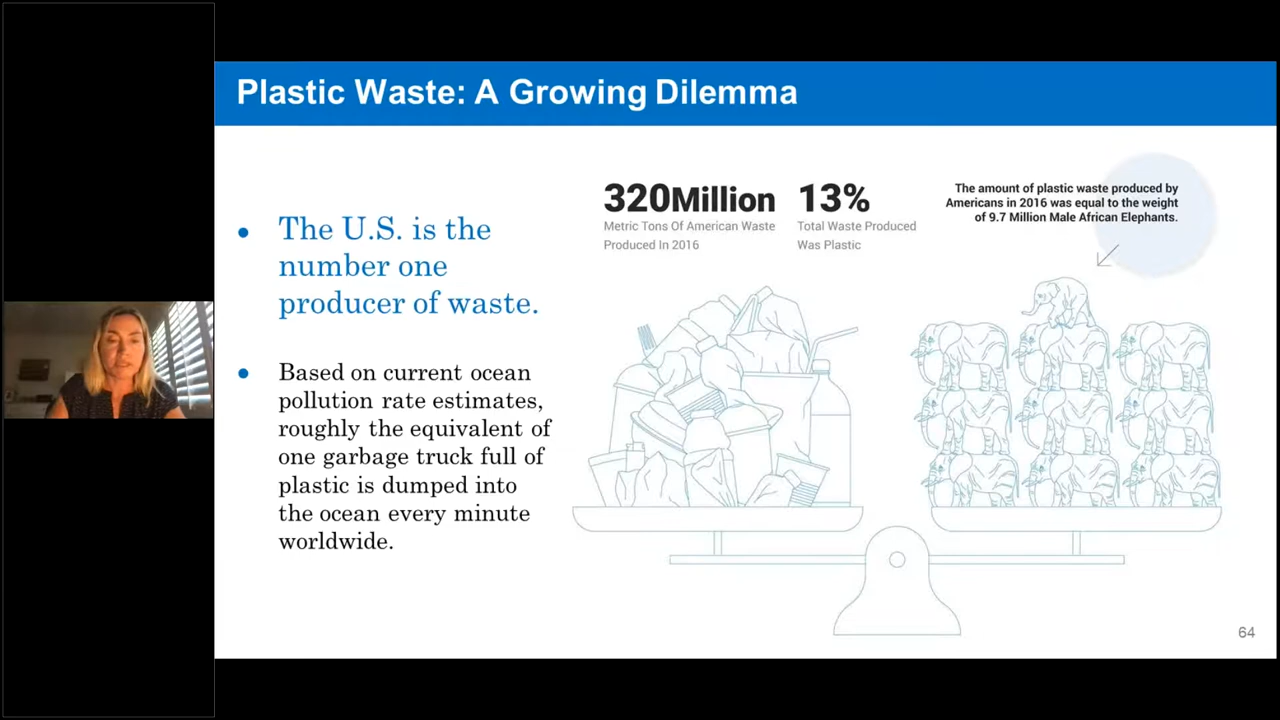 Plastic Waste: A Growing Dilemma
The U.S. is the
number one
producer of waste.
Based on current ocean
pollution rate estimates,
roughly the equivalent of
one garbage truck full of
plastic is dumped into
the ocean every minute
worldwide.
320Million
Metric Tons Of American Waste
Produced In 2016
13%
Total Waste Produced
Was Plastic
The amount of plastic waste produced by
Americans in 2016 was equal to the weight
of 9.7 Million Male African Elephants.
64